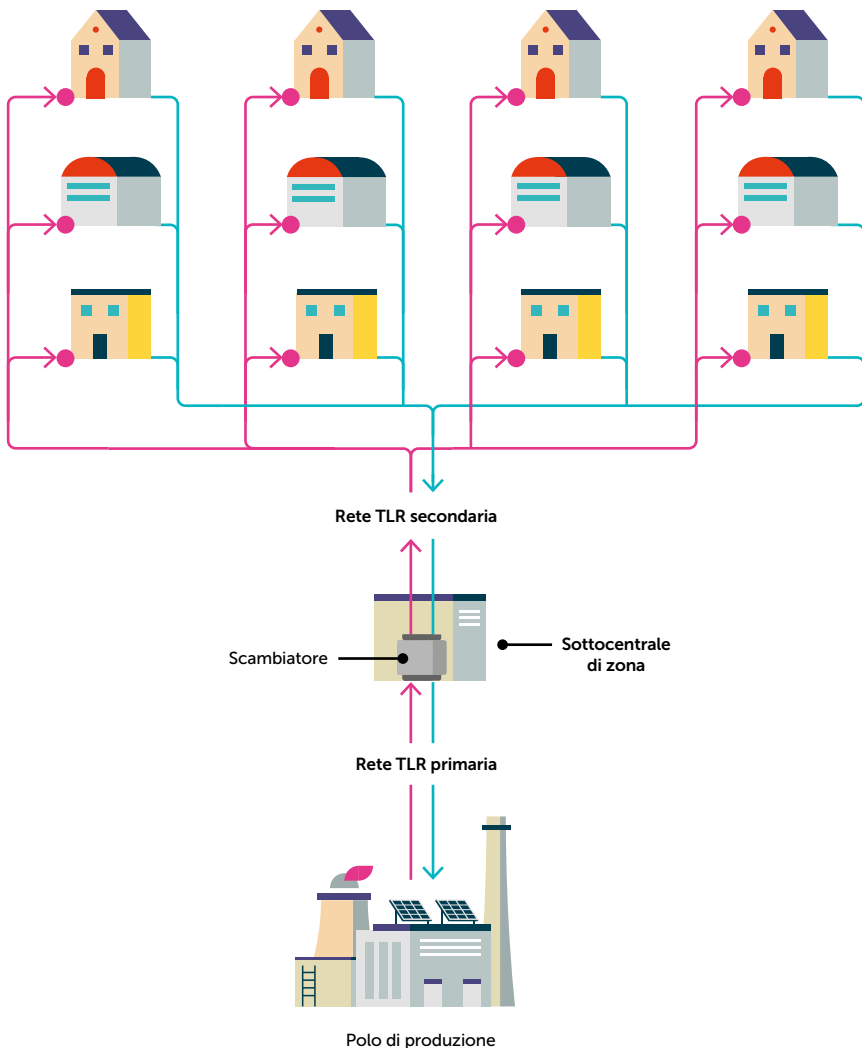 Rete TLR secondaria
Scambiatore
Sottocentrale
di zona
Rete TLR primaria
Polo di produzione